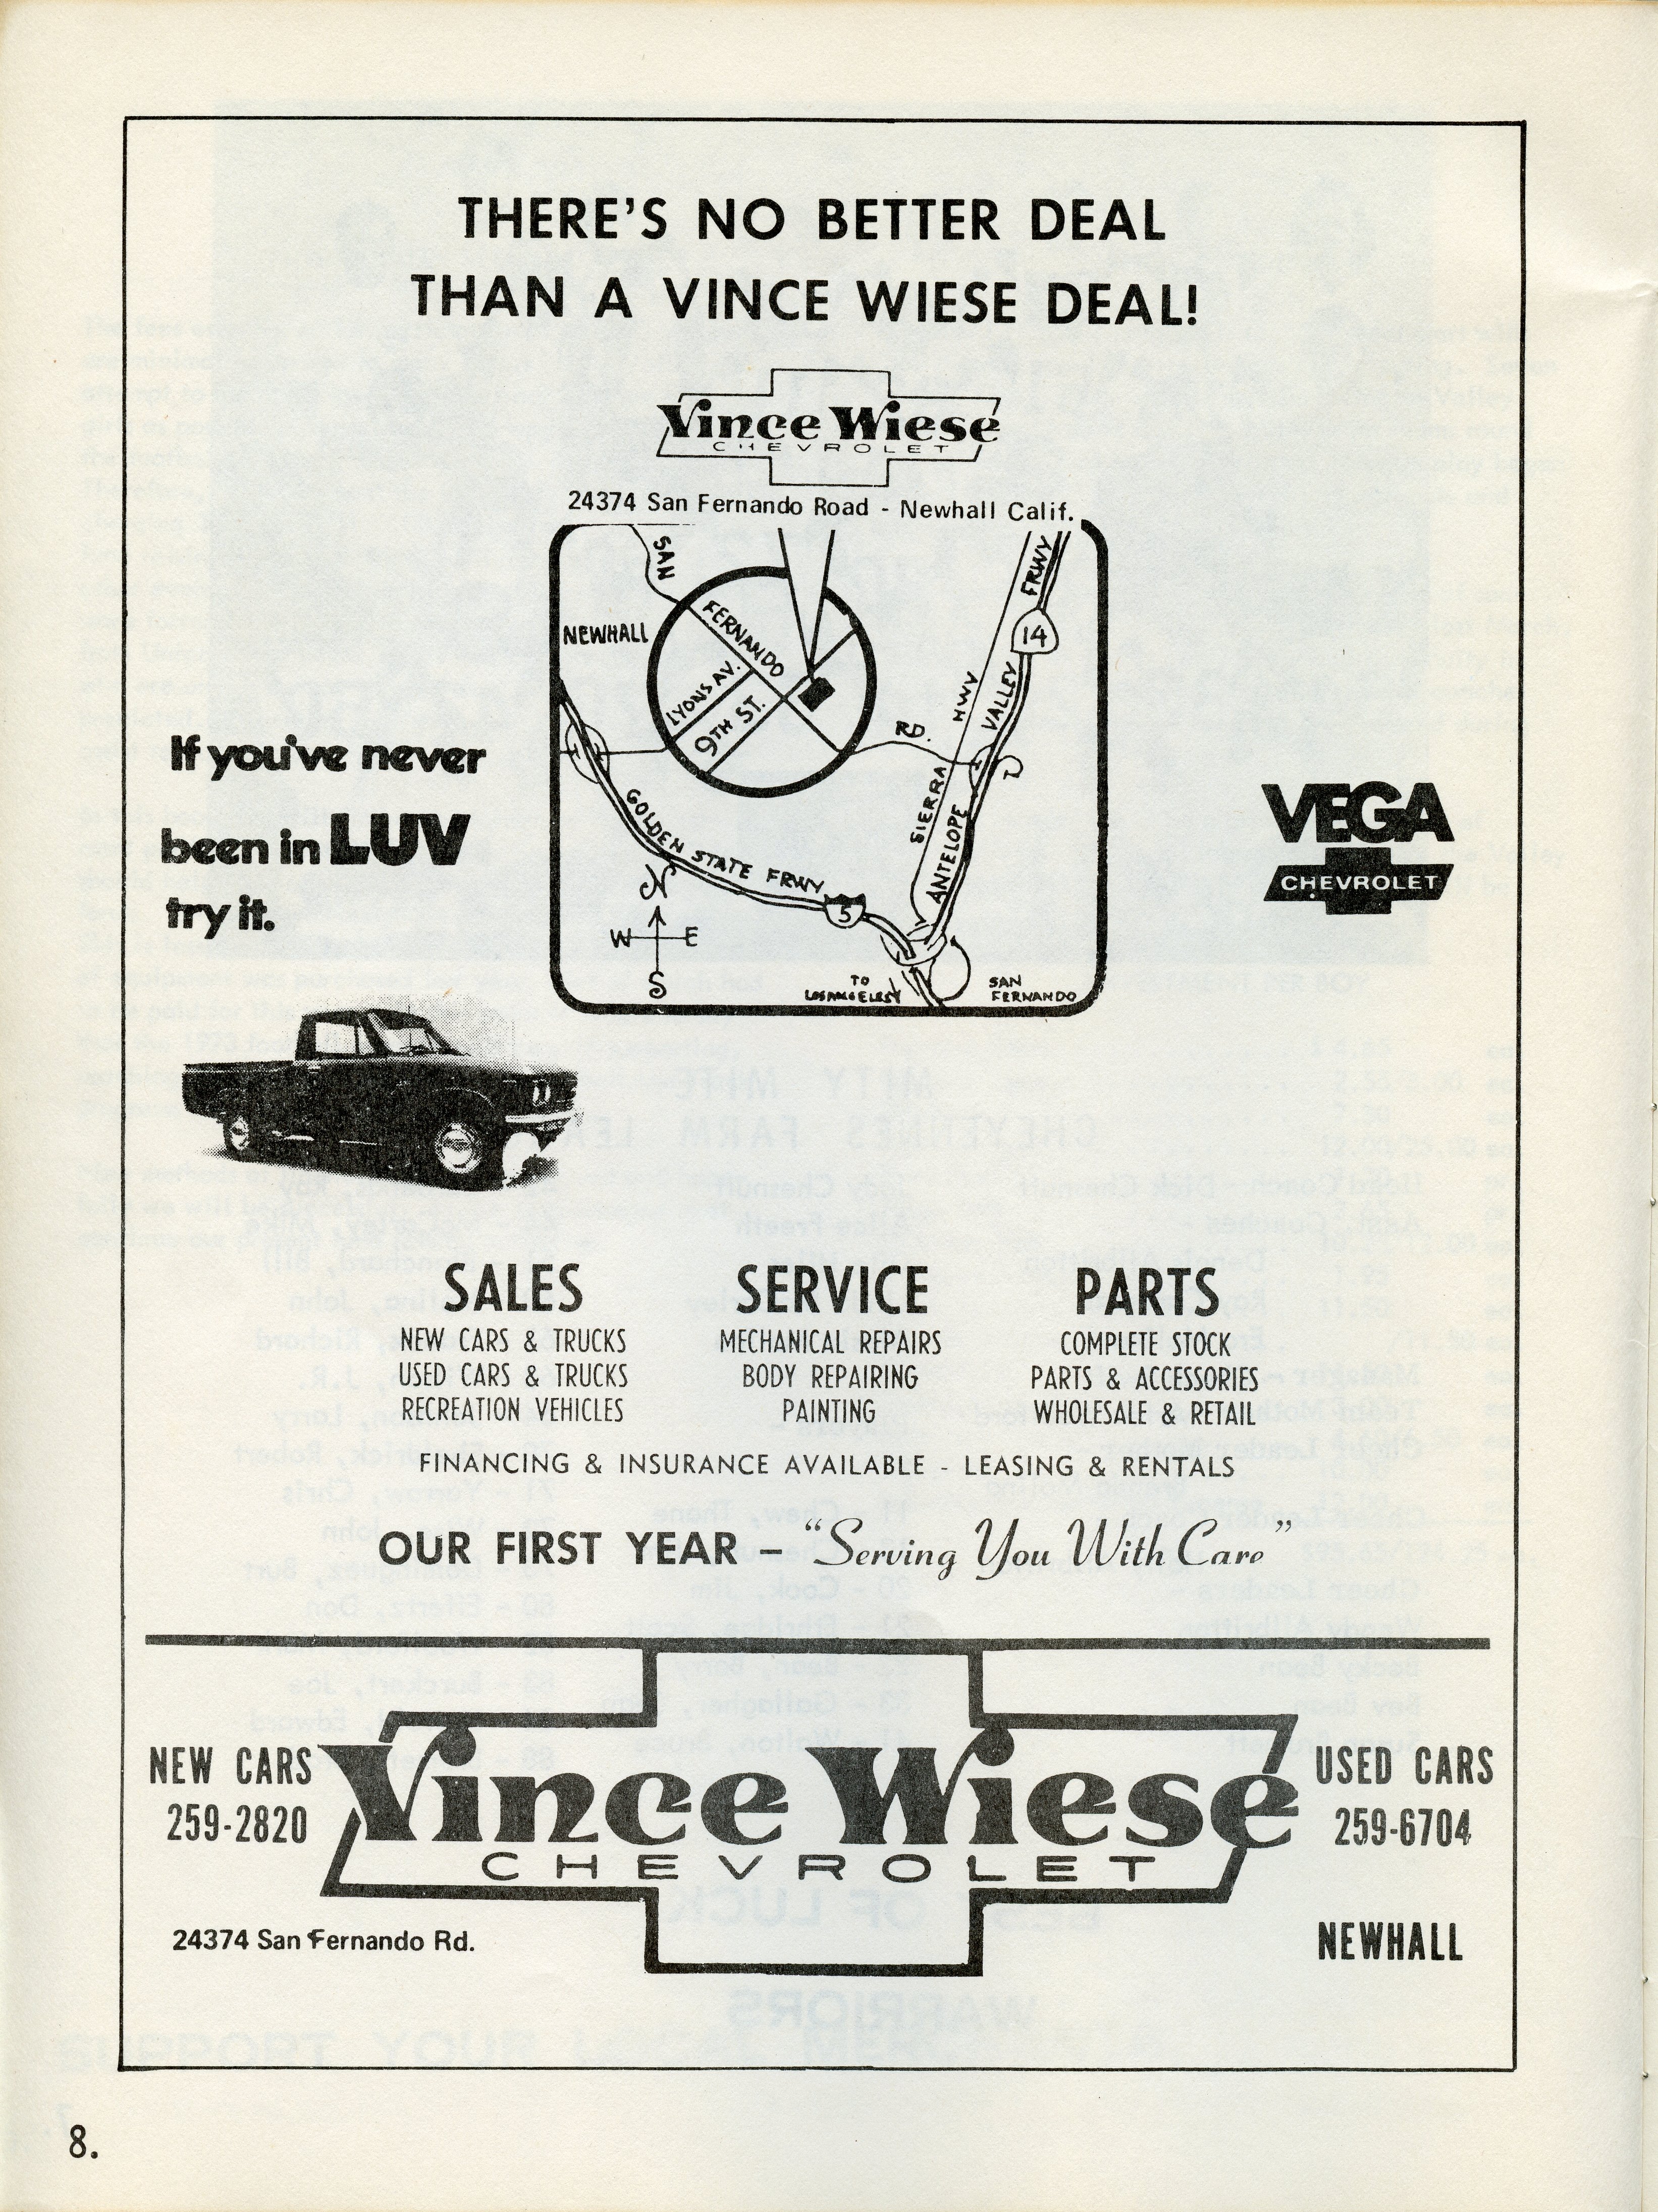 THERE'S NO BETTER DEAL
THAN A VINCE WIESE DEAL!
Vince Wiese
CHEVROLET
24374 San Fernando Road - Newhall Calif.
SAN
FERNANDO
NEWHALL
LYONS AV.
9TH ST.
RD.
SIERRA HWY
ANTELOPE VALLEY FRWY
14
GOLDEN STATE FRWY
5
N
W E
S
TO
LOS ANGELES
SAN
FERNANDO
If you've never
been in LUV
try it.
VEGA
CHEVROLET
SALES
NEW CARS & TRUCKS
USED CARS & TRUCKS
RECREATION VEHICLES
SERVICE
MECHANICAL REPAIRS
BODY REPAIRING
PAINTING
PARTS
COMPLETE STOCK
PARTS & ACCESSORIES
WHOLESALE & RETAIL
FINANCING & INSURANCE AVAILABLE - LEASING & RENTALS
OUR FIRST YEAR – "Serving You With Care"
NEW CARS
259-2820
Vince Wiese
CHEVROLET
USED CARS
259-6704
24374 San Fernando Rd.
NEWHALL
8.